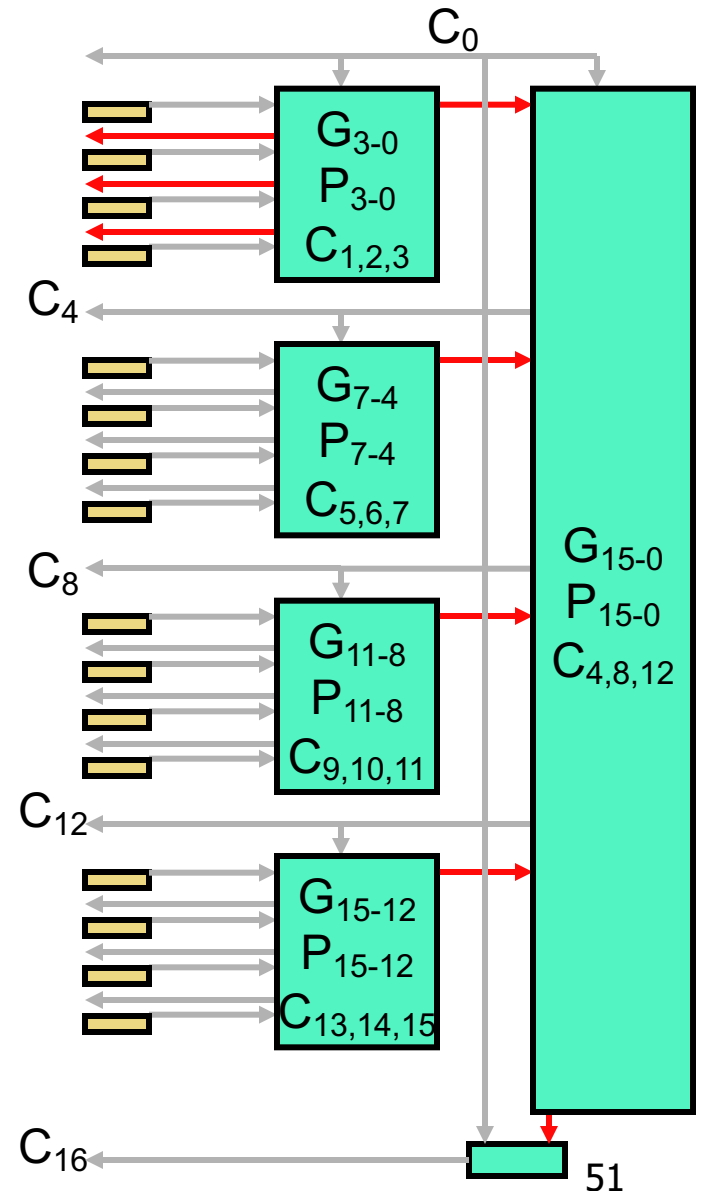 C₀
G₃₋₀
P₃₋₀
C₁,₂,₃
C₄
G₇₋₄
P₇₋₄
C₅,₆,₇
C₈
G₁₁₋₈
P₁₁₋₈
C₉,₁₀,₁₁
G₁₅₋₀
P₁₅₋₀
C₄,₈,₁₂
C₁₂
G₁₅₋₁₂
P₁₅₋₁₂
C₁₃,₁₄,₁₅
C₁₆
51